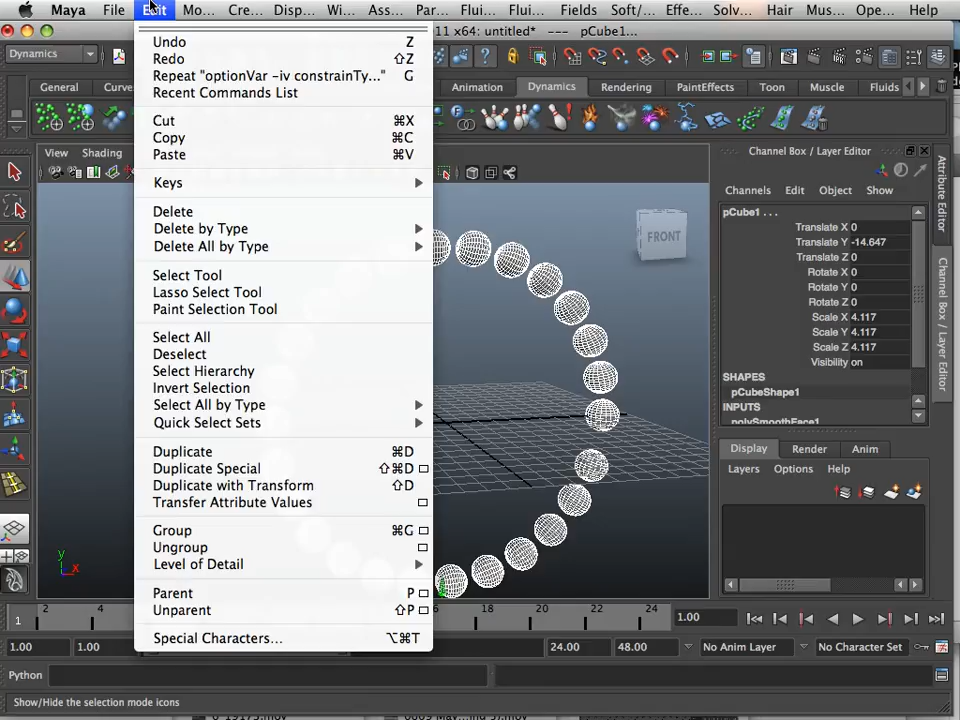 Maya File Edit Mo... Cre... Disp... Wi... Ass... Par... Flui... Flui... Fields Soft/... Effe... Solv... Hair Mus... Ope... Help
11 x64: untitled* --- pCube1...
Dynamics
General Curve Animation Dynamics Rendering PaintEffects Toon Muscle Fluids
View Shading
Undo Z
Redo ⇧Z
Repeat "optionVar -iv constrainTy..." G
Recent Commands List
Cut ⌘X
Copy ⌘C
Paste ⌘V
Keys
Delete
Delete by Type
Delete All by Type
Select Tool
Lasso Select Tool
Paint Selection Tool
Select All
Deselect
Select Hierarchy
Invert Selection
Select All by Type
Quick Select Sets
Duplicate ⌘D
Duplicate Special ⇧⌘D
Duplicate with Transform ⇧D
Transfer Attribute Values
Group ⌘G
Ungroup
Level of Detail
Parent P
Unparent ⇧P
Special Characters... ⌥⌘T
FRONT
y
x
Channel Box / Layer Editor
Channels Edit Object Show
pCube1 . . .
Translate X 0
Translate Y -14.647
Translate Z 0
Rotate X 0
Rotate Y 0
Rotate Z 0
Scale X 4.117
Scale Y 4.117
Scale Z 4.117
Visibility on
SHAPES
pCubeShape1
INPUTS
polySmoothFace1
Display Render Anim
Layers Options Help
Attribute Editor
Channel Box / Layer Editor
2 4 16 18 20 22 24
1 1.00
1.00 1.00 24.00 48.00 No Anim Layer No Character Set
Python
Show/Hide the selection mode icons